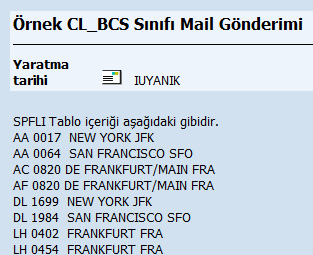 Örnek CL_BCS Sınıfı Mail Gönderimi
Yaratma
tarihi IUYANIK
SPFLI Tablo içeriği aşağıdaki gibidir.
AA 0017 NEW YORK JFK
AA 0064 SAN FRANCISCO SFO
AC 0820 DE FRANKFURT/MAIN FRA
AF 0820 DE FRANKFURT/MAIN FRA
DL 1699 NEW YORK JFK
DL 1984 SAN FRANCISCO SFO
LH 0402 FRANKFURT FRA
LH 0454 FRANKFURT FRA